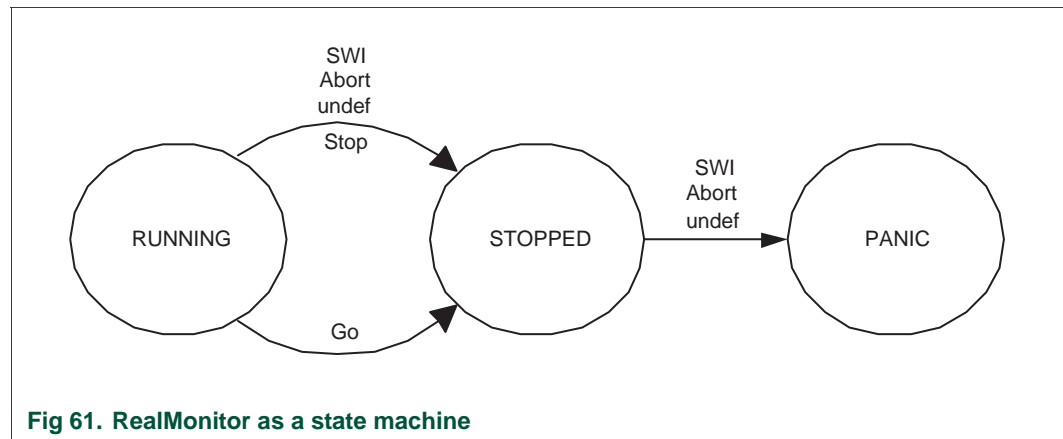 SWI
Abort
undef
Stop
RUNNING
Go
STOPPED
SWI
Abort
undef
PANIC
Fig 61. RealMonitor as a state machine